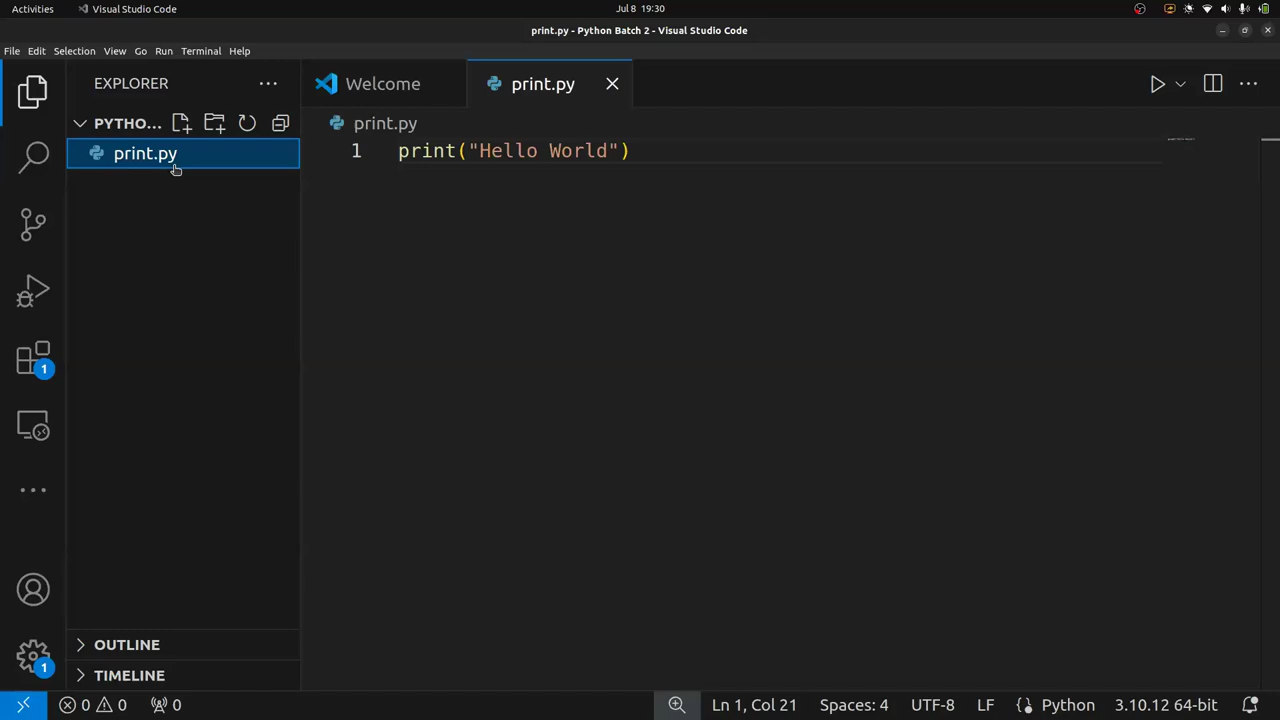 Activities Visual Studio Code Jul 8 19:30
print.py - Python Batch 2 - Visual Studio Code
File Edit Selection View Go Run Terminal Help
EXPLORER
PYTHO...
print.py
Welcome print.py
print.py
1 print("Hello World")
1
OUTLINE
TIMELINE
1
0 0 0 Ln 1, Col 21 Spaces: 4 UTF-8 LF Python 3.10.12 64-bit